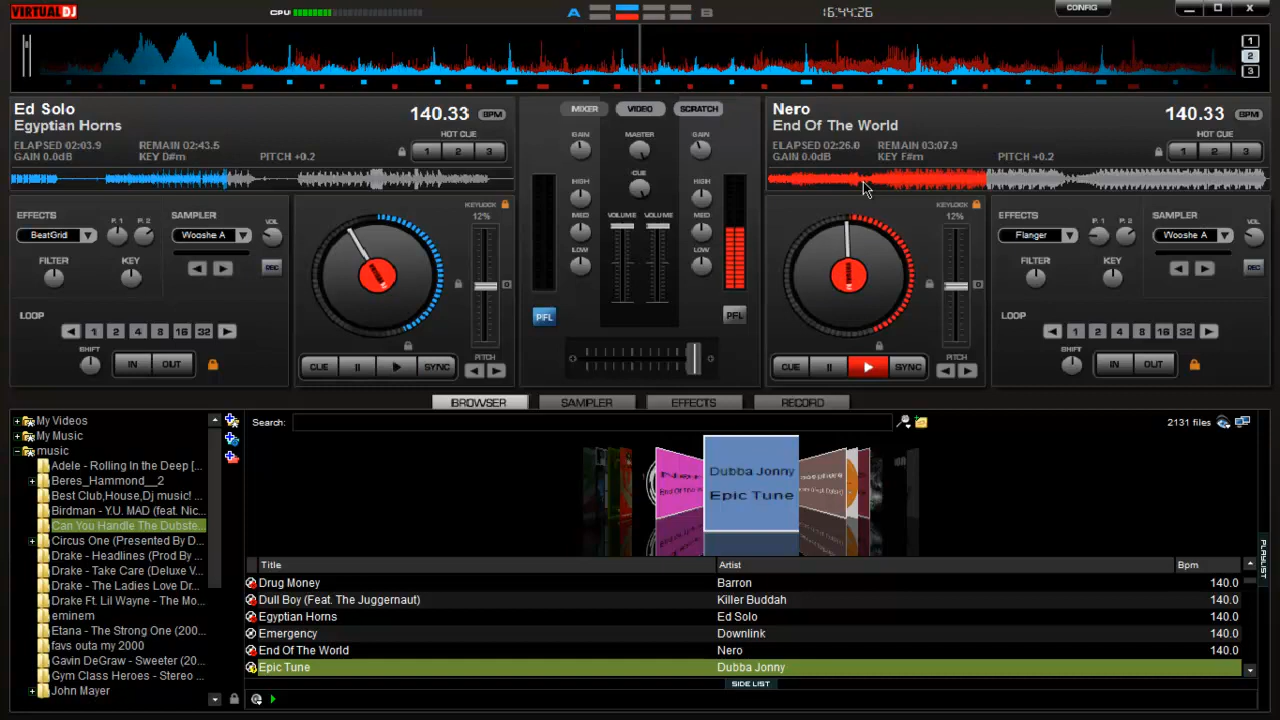 VIRTUAL DJ
CPU
A
B
16:44:26
CONFIG
1
2
3
Ed Solo
Egyptian Horns
140.33 BPM
ELAPSED 02:03.9 REMAIN 02:43.5
GAIN 0.0dB KEY D#m PITCH +0.2
HOT CUE
1 2 3
MIXER VIDEO SCRATCH
GAIN MASTER GAIN
CUE
HIGH HIGH
MED MED
VOLUME VOLUME
LOW LOW
PFL PFL
Nero
End Of The World
140.33 BPM
ELAPSED 02:26.0 REMAIN 03:07.9
GAIN 0.0dB KEY F#m PITCH +0.2
HOT CUE
1 2 3
EFFECTS P. 1 P. 2 SAMPLER VOL
BeatGrid Wooshe A
FILTER KEY REC
LOOP
1 2 4 8 16 32
SHIFT IN OUT
KEYLOCK
12%
0
CUE SYNC PITCH
KEYLOCK
12%
0
CUE SYNC PITCH
EFFECTS P. 1 P. 2 SAMPLER VOL
Flanger Wooshe A
FILTER KEY REC
LOOP
1 2 4 8 16 32
SHIFT IN OUT
BROWSER SAMPLER EFFECTS RECORD
My Videos
My Music
music
Adele - Rolling In the Deep [...
Beres_Hammond__2
Best Club,House,Dj music! ...
Birdman - Y.U. MAD (feat. Nic...
Can You Handle The Dubste...
Circus One (Presented By D...
Drake - Headlines (Prod By ...
Drake - Take Care (Deluxe V...
Drake - The Ladies Love Dr...
Drake Ft. Lil Wayne - The Mo...
eminem
Etana - The Strong One (200...
favs outa my 2000
Gavin DeGraw - Sweeter (20...
Gym Class Heroes - Stereo ...
John Mayer
Search:
2131 files
Dubba Jonny
Epic Tune
PLAYLIST
Title Artist Bpm
Drug Money Barron 140.0
Dull Boy (Feat. The Juggernaut) Killer Buddah 140.0
Egyptian Horns Ed Solo 140.0
Emergency Downlink 140.0
End Of The World Nero 140.0
Epic Tune Dubba Jonny 140.0
SIDE LIST